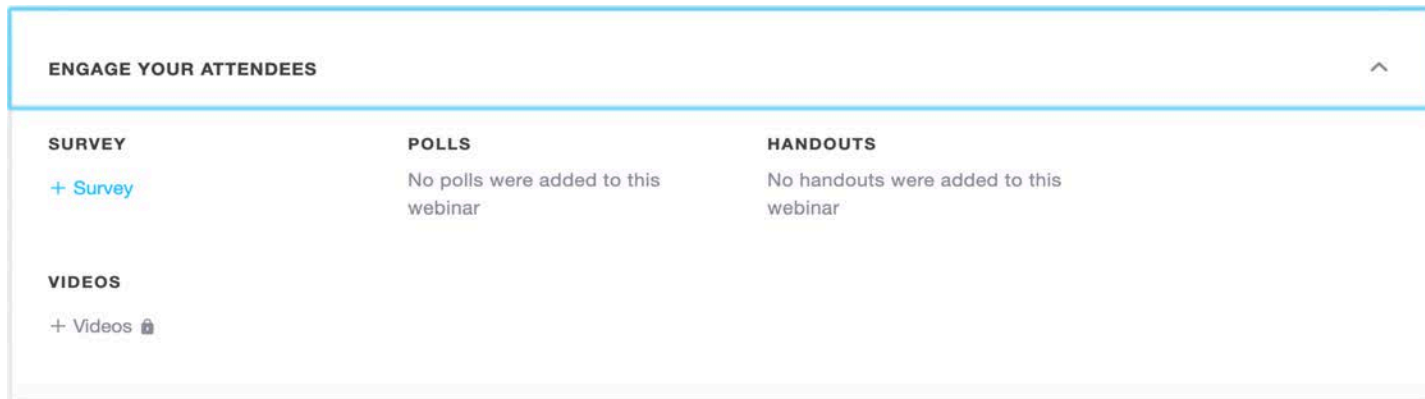 ENGAGE YOUR ATTENDEES
SURVEY
+ Survey
POLLS
No polls were added to this
webinar
HANDOUTS
No handouts were added to this
webinar
VIDEOS
+ Videos